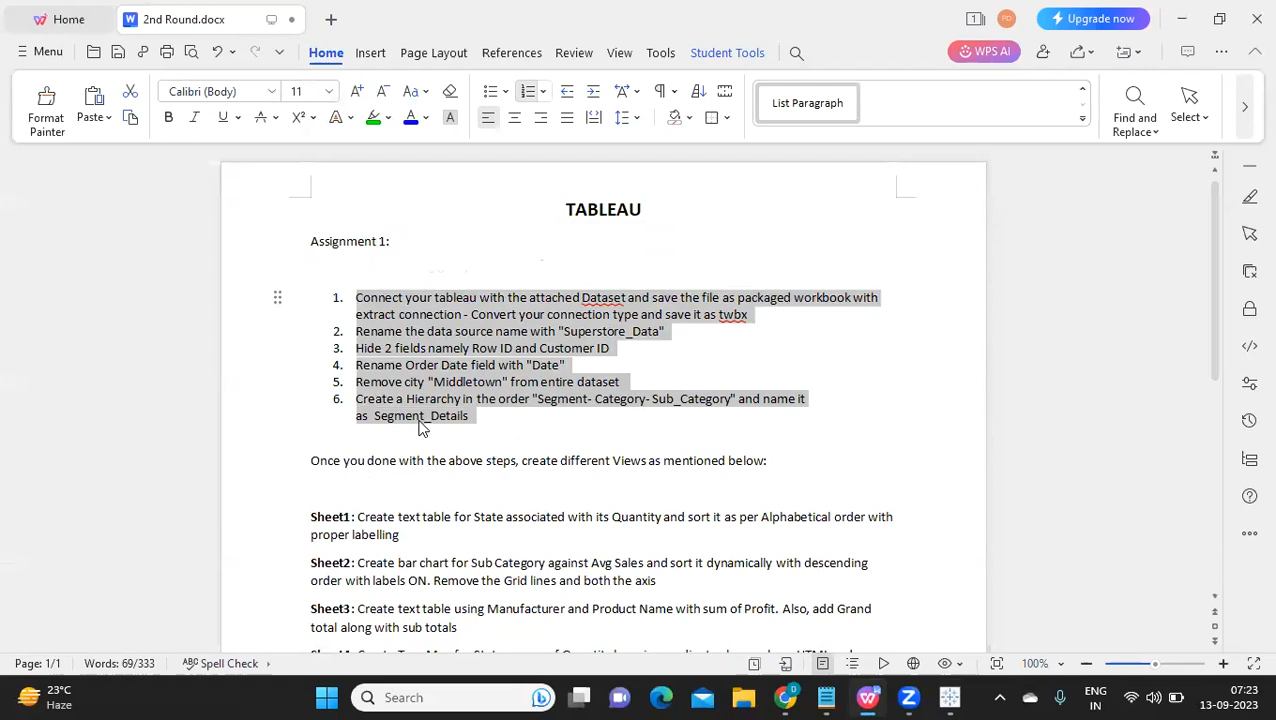 Home
2nd Round.docx
1
PD
Upgrade now
Menu
Home
Insert
Page Layout
References
Review
View
Tools
Student Tools
WPS AI
Format Painter
Paste
Calibri (Body)
11
List Paragraph
Find and Replace
Select
TABLEAU
Assignment 1:
1. Connect your tableau with the attached Dataset and save the file as packaged workbook with
extract connection - Convert your connection type and save it as twbx
2. Rename the data source name with "Superstore_Data"
3. Hide 2 fields namely Row ID and Customer ID
4. Rename Order Date field with "Date"
5. Remove city "Middletown" from entire dataset
6. Create a Hierarchy in the order "Segment- Category- Sub_Category" and name it
as Segment_Details
Once you done with the above steps, create different Views as mentioned below:
Sheet1: Create text table for State associated with its Quantity and sort it as per Alphabetical order with
proper labelling
Sheet2: Create bar chart for Sub Category against Avg Sales and sort it dynamically with descending
order with labels ON. Remove the Grid lines and both the axis
Sheet3: Create text table using Manufacturer and Product Name with sum of Profit. Also, add Grand
total along with sub totals
Page: 1/1
Words: 69/333
Spell Check
100%
23°C
Haze
Search
ENG
IN
07:23
13-09-2023